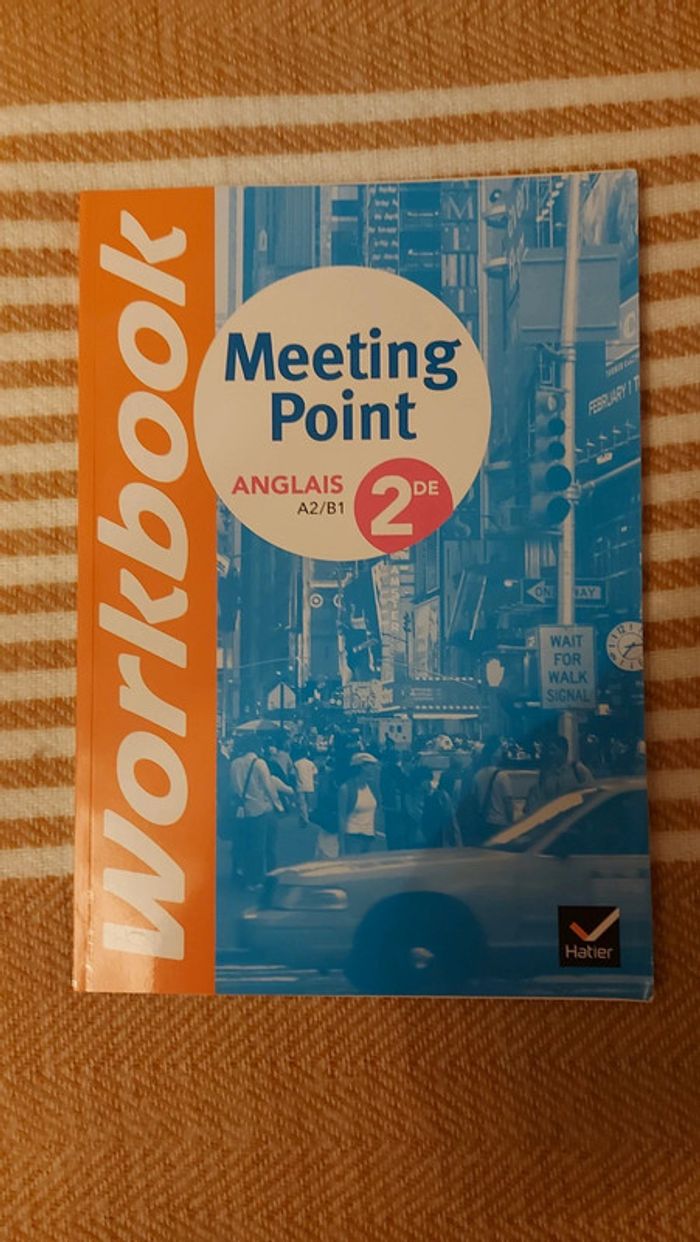 Workbook
Meeting
Point
ANGLAIS
A2/B1
2DE
FEBRUARY 1
ONE WAY
WAIT
FOR
WALK
SIGNAL
Hatier